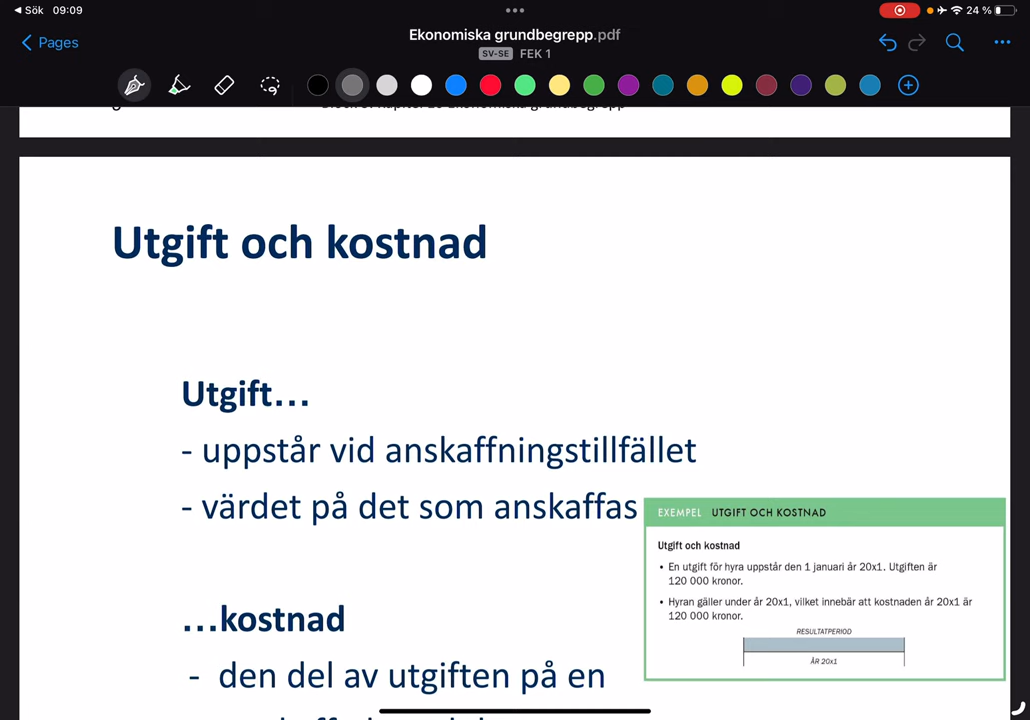 Sök 09:09
24 %
Pages
Ekonomiska grundbegrepp.pdf
SV-SE FEK 1
Utgift och kostnad
Utgift...
- uppstår vid anskaffningstillfället
- värdet på det som anskaffas
...kostnad
- den del av utgiften på en
EXEMPEL UTGIFT OCH KOSTNAD
Utgift och kostnad
• En utgift för hyra uppstår den 1 januari år 20x1. Utgiften är
120 000 kronor.
• Hyran gäller under år 20x1, vilket innebär att kostnaden år 20x1 är
120 000 kronor.
RESULTATPERIOD
ÅR 20x1